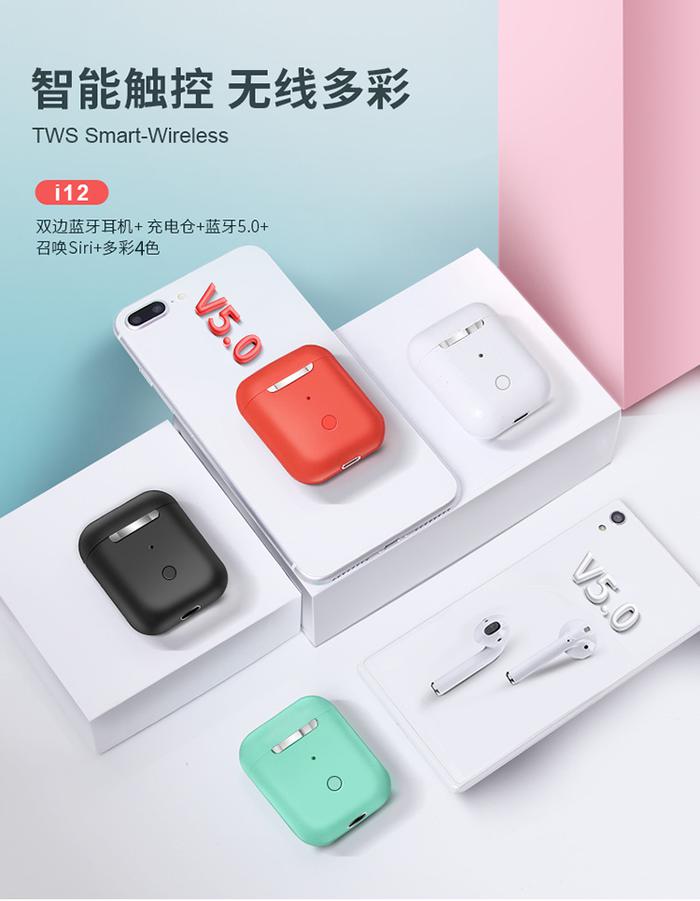 智能触控 无线多彩
TWS Smart-Wireless
i12
双边蓝牙耳机+ 充电仓+蓝牙5.0+
召唤Siri+多彩4色
V5.0
V5.0